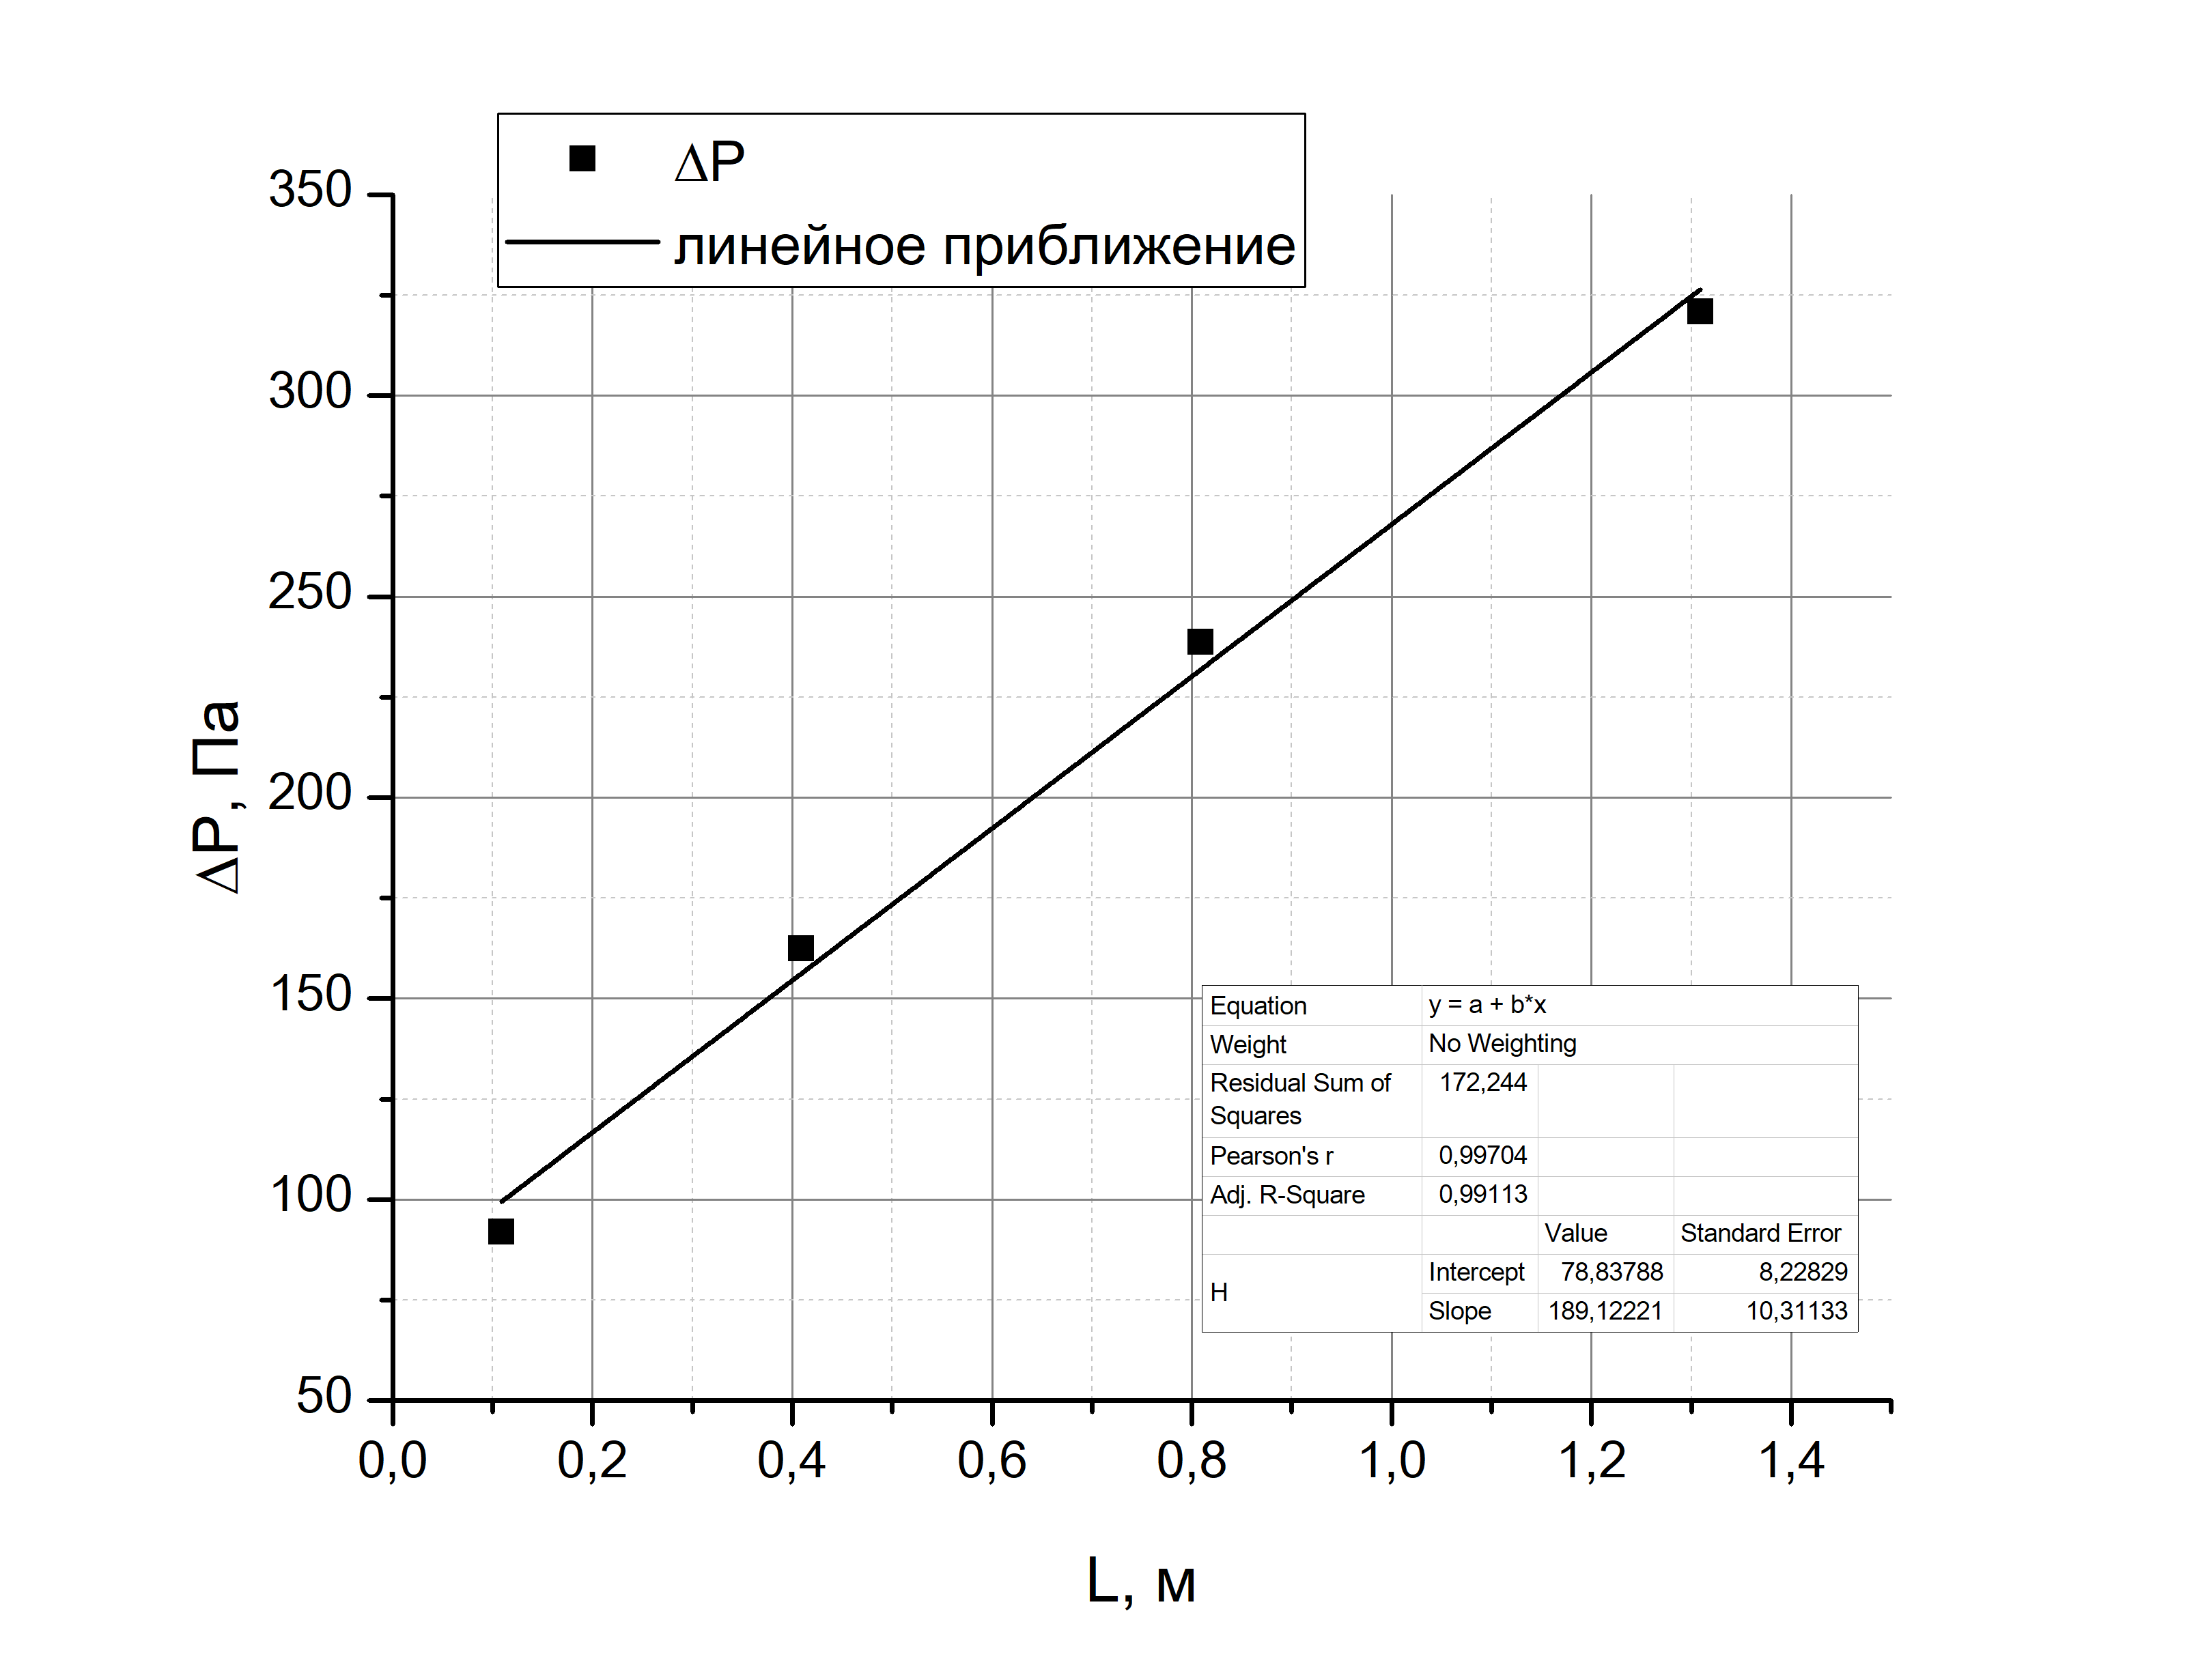 ΔP
линейное приближение
350
300
250
200
150
100
50
ΔP, Па
Equation y = a + b*x
Weight No Weighting
Residual Sum of Squares 172,244
Pearson's r 0,99704
Adj. R-Square 0,99113
Value Standard Error
H Intercept 78,83788 8,22829
Slope 189,12221 10,31133
0,0 0,2 0,4 0,6 0,8 1,0 1,2 1,4
L, м